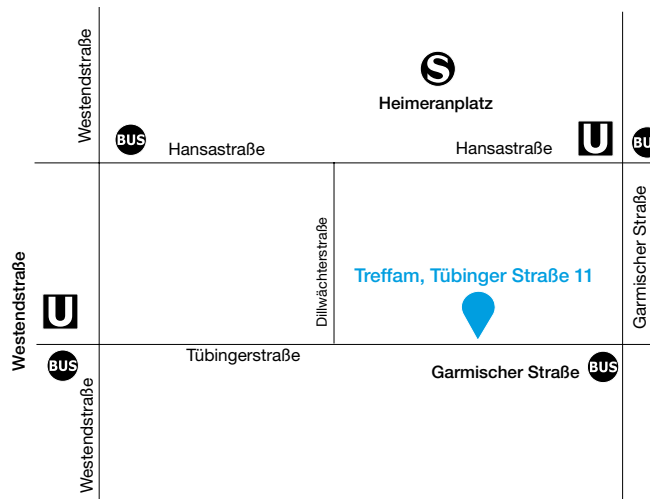 Westendstraße
S
Heimeranplatz
BUS
Hansastraße
Hansastraße
U
BU
Westendstraße
U
Dillwächterstraße
Treffam, Tübinger Straße 11
Garmischer Straße
BUS
Westendstraße
Tübingerstraße
Garmischer Straße
BUS